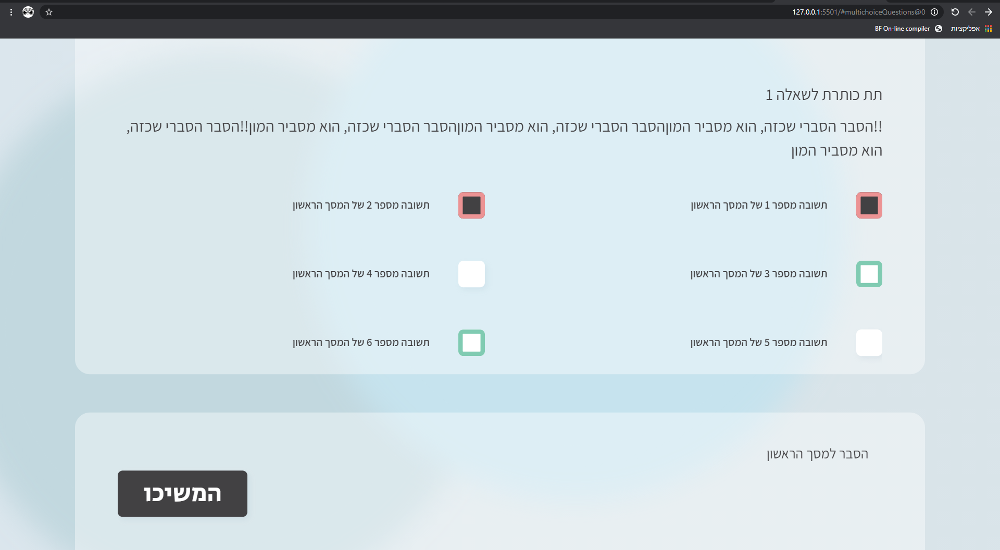 127.0.0.1:5501/#multichoiceQuestions@0
אפליקציות
BF On-line compiler
תת כותרת לשאלה 1
!!הסבר הסברי שכזה, הוא מסביר המוןהסבר הסברי שכזה, הוא מסביר המוןהסבר הסברי שכזה, הוא מסביר המון!!הסבר הסברי שכזה,
הוא מסביר המון
תשובה מספר 1 של המסך הראשון
תשובה מספר 2 של המסך הראשון
תשובה מספר 3 של המסך הראשון
תשובה מספר 4 של המסך הראשון
תשובה מספר 5 של המסך הראשון
תשובה מספר 6 של המסך הראשון
הסבר למסך הראשון
המשיכו